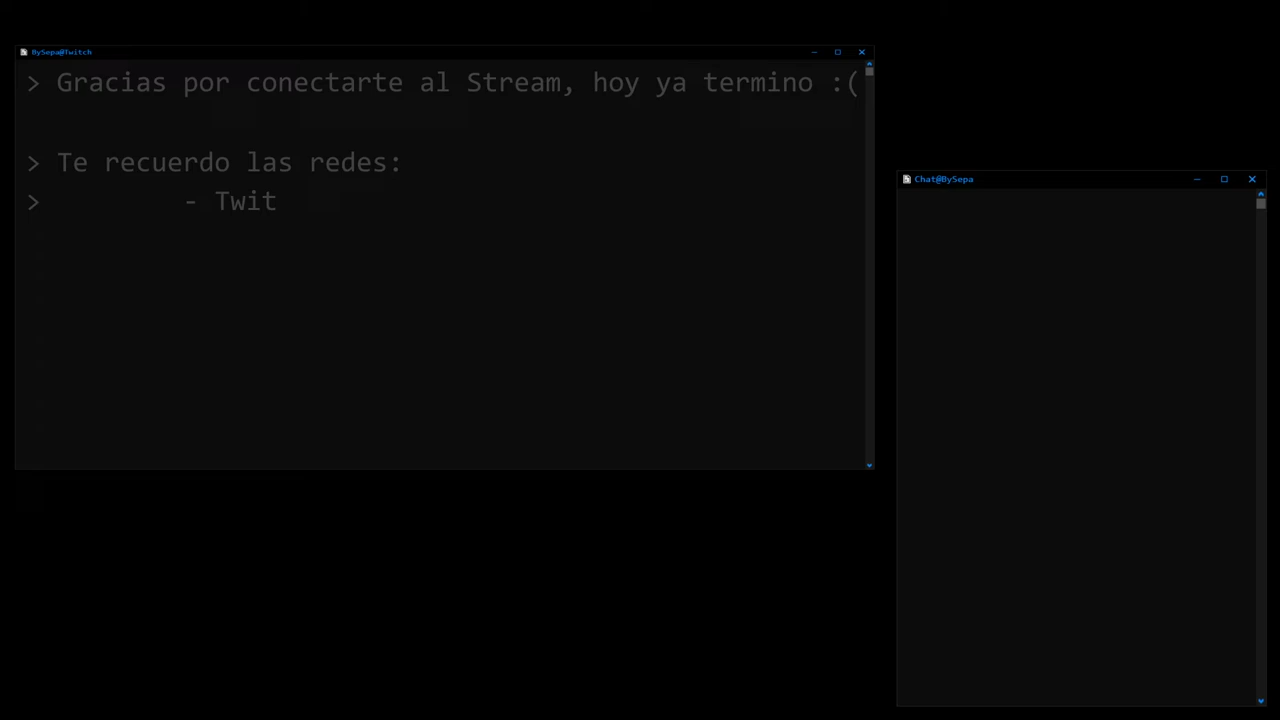 BySepa@Twitch
> Gracias por conectarte al Stream, hoy ya termino :(
> Te recuerdo las redes:
> - Twit
Chat@BySepa